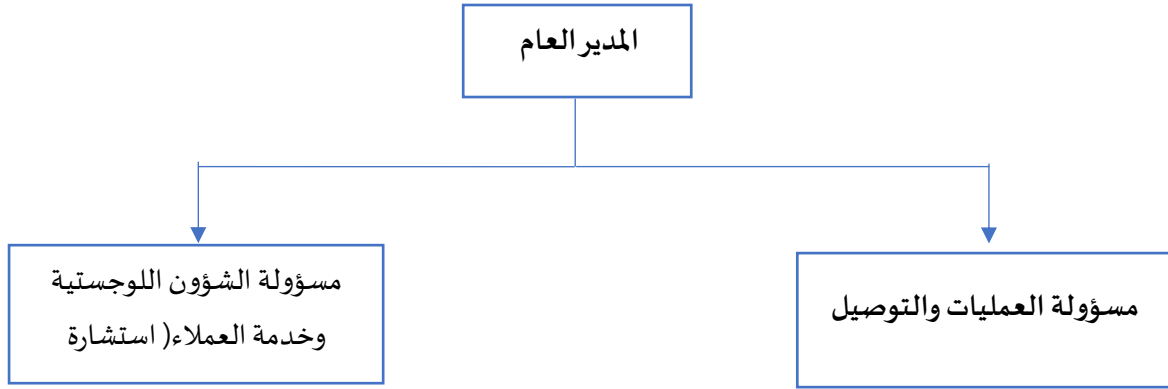 المدير العام
مسؤولة العمليات والتوصيل
مسؤولة الشؤون اللوجستية
وخدمة العملاء( استشارة